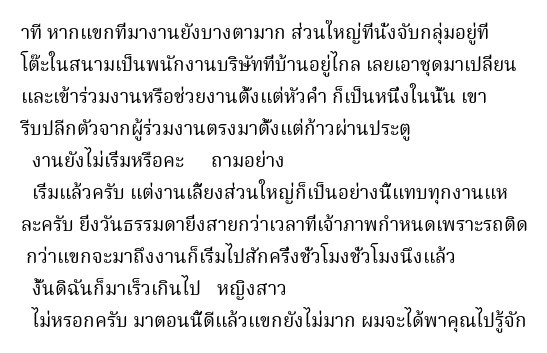 าที หากแขกที่มางานยังบางตามาก ส่วนใหญ่ที่นั่งจับกลุ่มอยู่ที่
โต๊ะในสนามเป็นพนักงานบริษัทที่บ้านอยู่ไกล เลยเอาชุดมาเปลี่ยน
และเข้าร่วมงานหรือช่วยงานตั้งแต่หัวค่ำ ก็เป็นหนึ่งในนั้น เขา
รีบปลีกตัวจากผู้ร่วมงานตรงมาตั้งแต่ก้าวผ่านประตู
งานยังไม่เริ่มหรือคะ ถามอย่าง
เริ่มแล้วครับ แต่งานเลี้ยงส่วนใหญ่ก็เป็นอย่างนี้แทบทุกงานแห
ละครับ ยิ่งวันธรรมดายิ่งสายกว่าเวลาที่เจ้าภาพกำหนดเพราะรถติด
กว่าแขกจะมาถึงงานก็เริ่มไปสักครึ่งชั่วโมงชั่วโมงนึงแล้ว
งั้นดิฉันก็มาเร็วเกินไป หญิงสาว
ไม่หรอกครับ มาตอนนี้ดีแล้วแขกยังไม่มาก ผมจะได้พาคุณไปรู้จัก